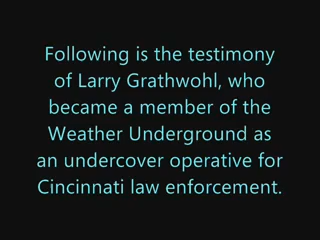 Following is the testimony
of Larry Grathwohl, who
became a member of the
Weather Underground as
an undercover operative for
Cincinnati law enforcement.